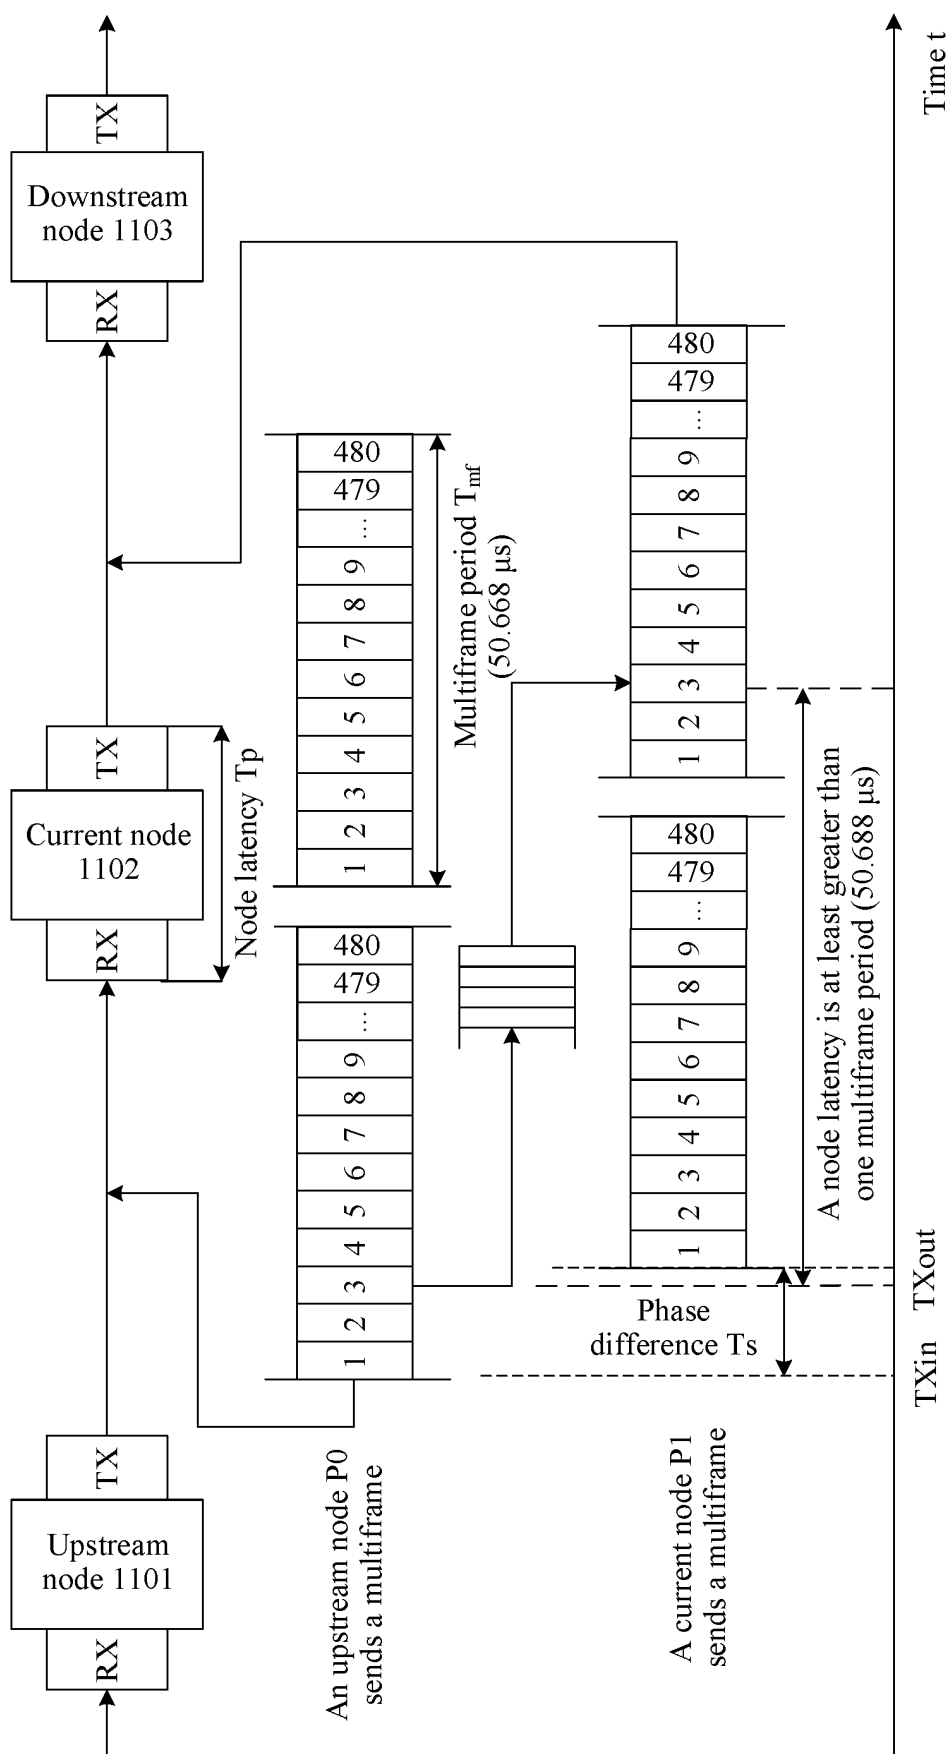 RX
Upstream
node 1101
TX
RX
Current node
1102
TX
RX
Downstream
node 1103
TX
Node latency Tp
An upstream node P0
sends a multiframe
1 2 3 4 5 6 7 8 9 ... 479 480
1 2 3 4 5 6 7 8 9 ... 479 480
Multiframe period Tmf
(50.668 μs)
A current node P1
sends a multiframe
1 2 3 4 5 6 7 8 9 ... 479 480
1 2 3 4 5 6 7 8 9 ... 479 480
Phase
difference Ts
A node latency is at least greater than
one multiframe period (50.688 μs)
TXin
TXout
Time t